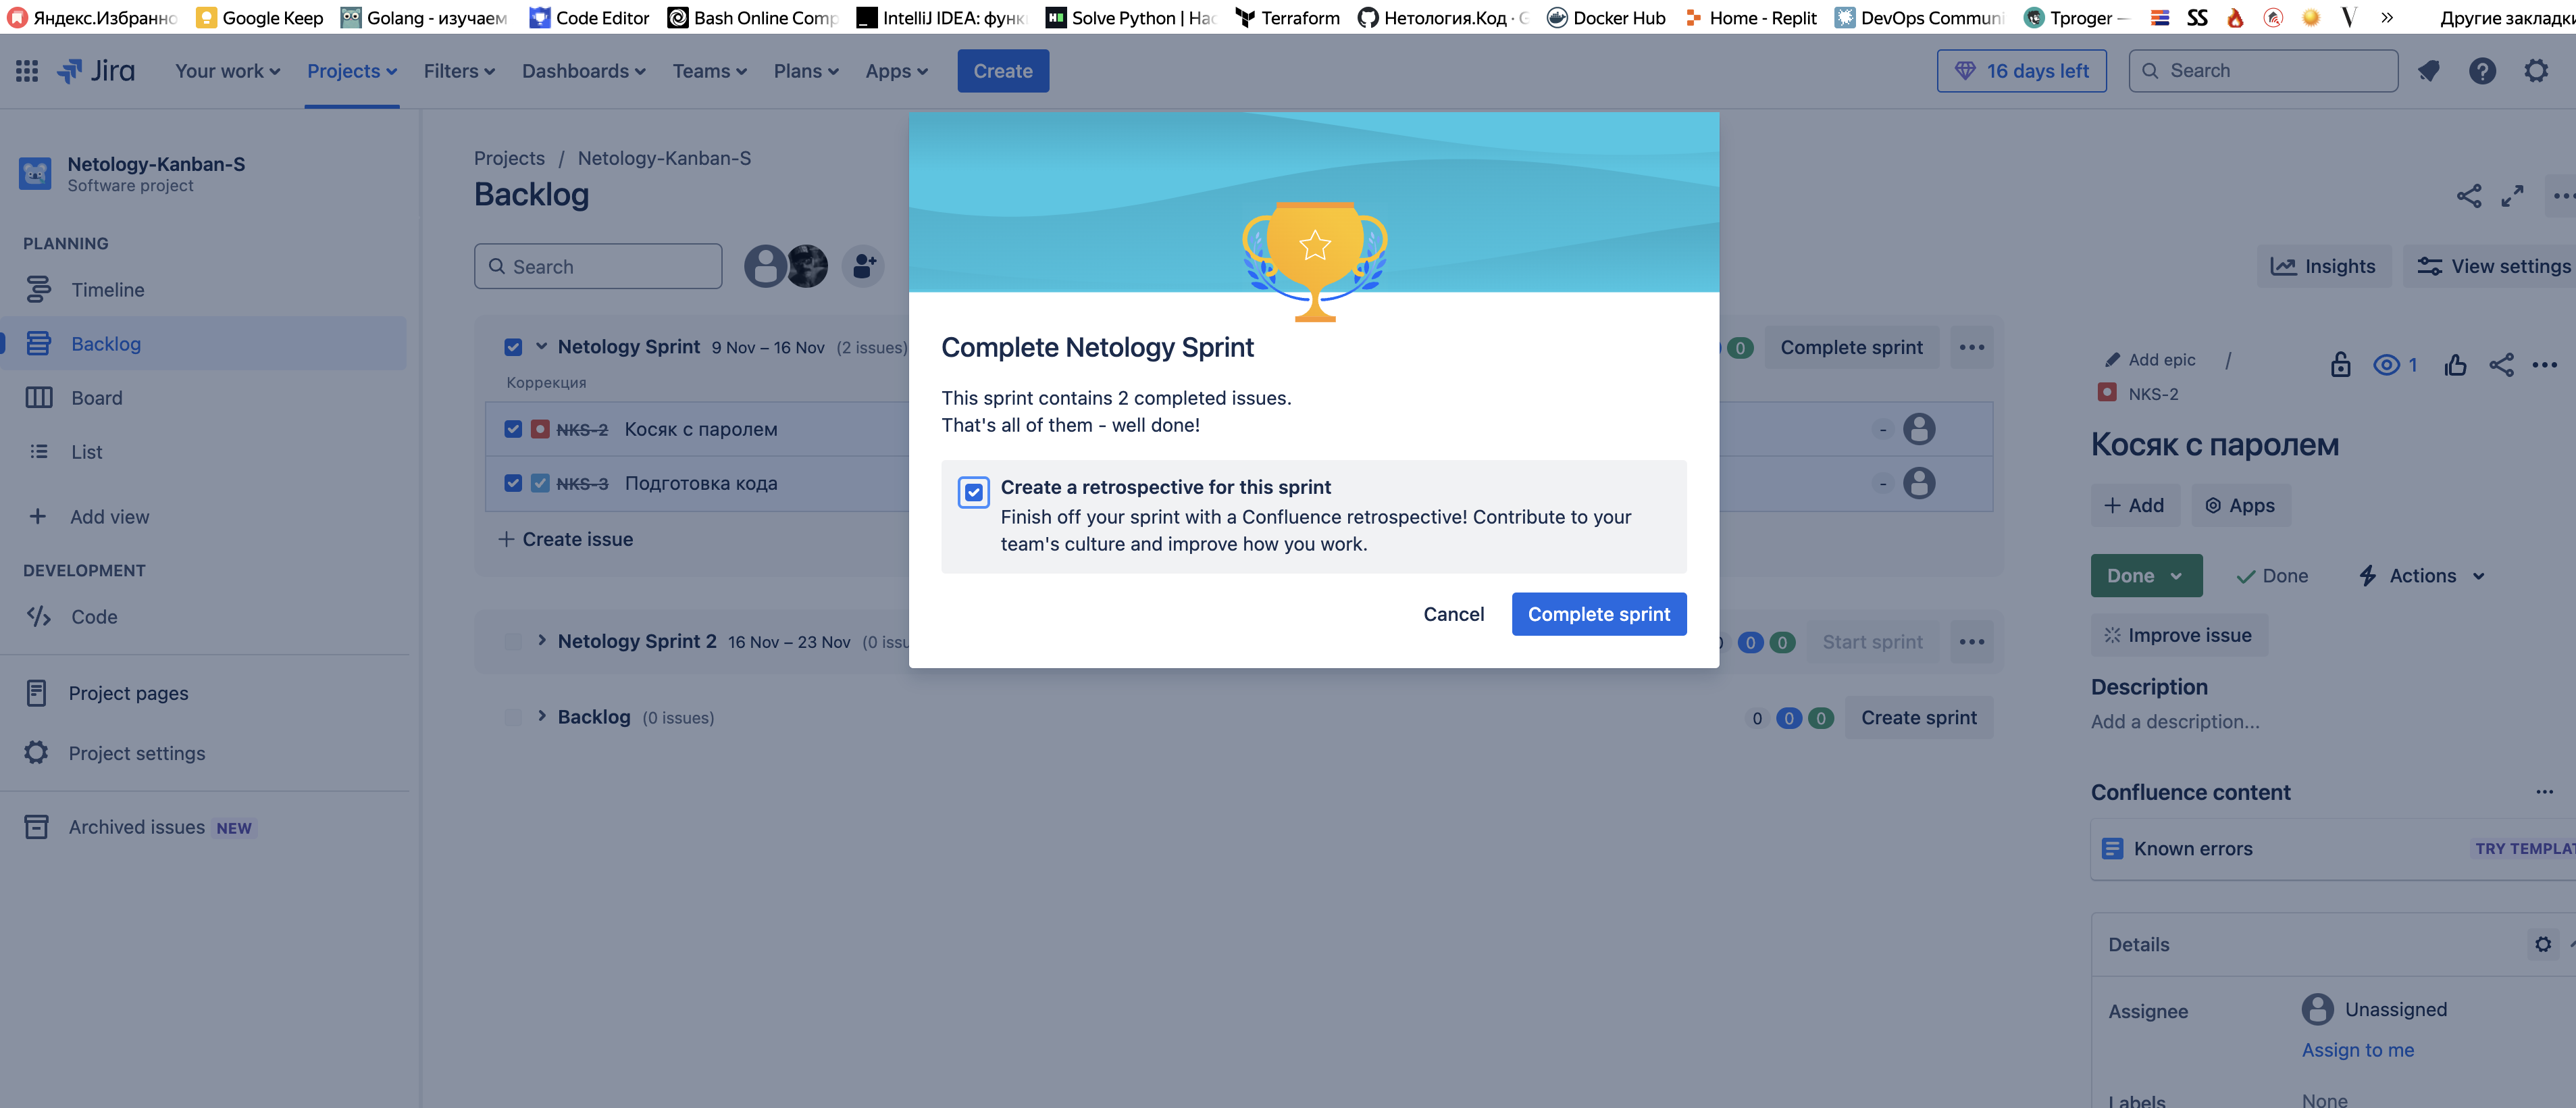 Яндекс.Избранно Google Keep Golang - изучаем Code Editor Bash Online Comp IntelliJ IDEA: функ Solve Python | Нас Terraform Нетология.Код · G Docker Hub Home - Replit DevOps Communi Tproger — SS V » Другие закладки
Jira Your work Projects Filters Dashboards Teams Plans Apps Create 16 days left Search
Netology-Kanban-S
Software project
PLANNING
Timeline
Backlog
Board
List
Add view
DEVELOPMENT
Code
Project pages
Project settings
Archived issues NEW
Projects / Netology-Kanban-S
Backlog
Search
Insights View settings
Netology Sprint 9 Nov – 16 Nov (2 issues) 0 Complete sprint
Коррекция
NKS-2 Косяк с паролем -
NKS-3 Подготовка кода -
+ Create issue
Netology Sprint 2 16 Nov – 23 Nov (0 issu 0 0 Start sprint
Backlog (0 issues) 0 0 0 Create sprint
Complete Netology Sprint
This sprint contains 2 completed issues.
That's all of them - well done!
Create a retrospective for this sprint
Finish off your sprint with a Confluence retrospective! Contribute to your
team's culture and improve how you work.
Cancel Complete sprint
Add epic / 1
NKS-2
Косяк с паролем
+ Add Apps
Done Done Actions
Improve issue
Description
Add a description...
Confluence content
Known errors TRY TEMPLAT
Details
Assignee Unassigned
Assign to me
Labels None